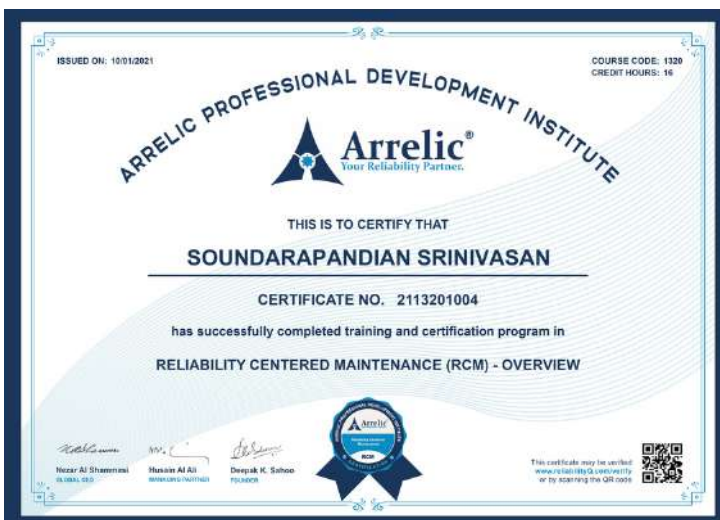 ISSUED ON: 10/01/2021
COURSE CODE: 1320
CREDIT HOURS: 16
ARRELIC PROFESSIONAL DEVELOPMENT INSTITUTE
Arrelic®
Your Reliability Partner.
THIS IS TO CERTIFY THAT
SOUNDARAPANDIAN SRINIVASAN
CERTIFICATE NO. 2113201004
has successfully completed training and certification program in
RELIABILITY CENTERED MAINTENANCE (RCM) - OVERVIEW
Arrelic
RCM
Nezar Al Shammasi
GLOBAL CEO
Husain Al Ali
MANAGING PARTNER
Deepak K. Sahoo
FOUNDER
This certificate may be verified
www.reliabilityQ.com/verify
or by scanning the QR code